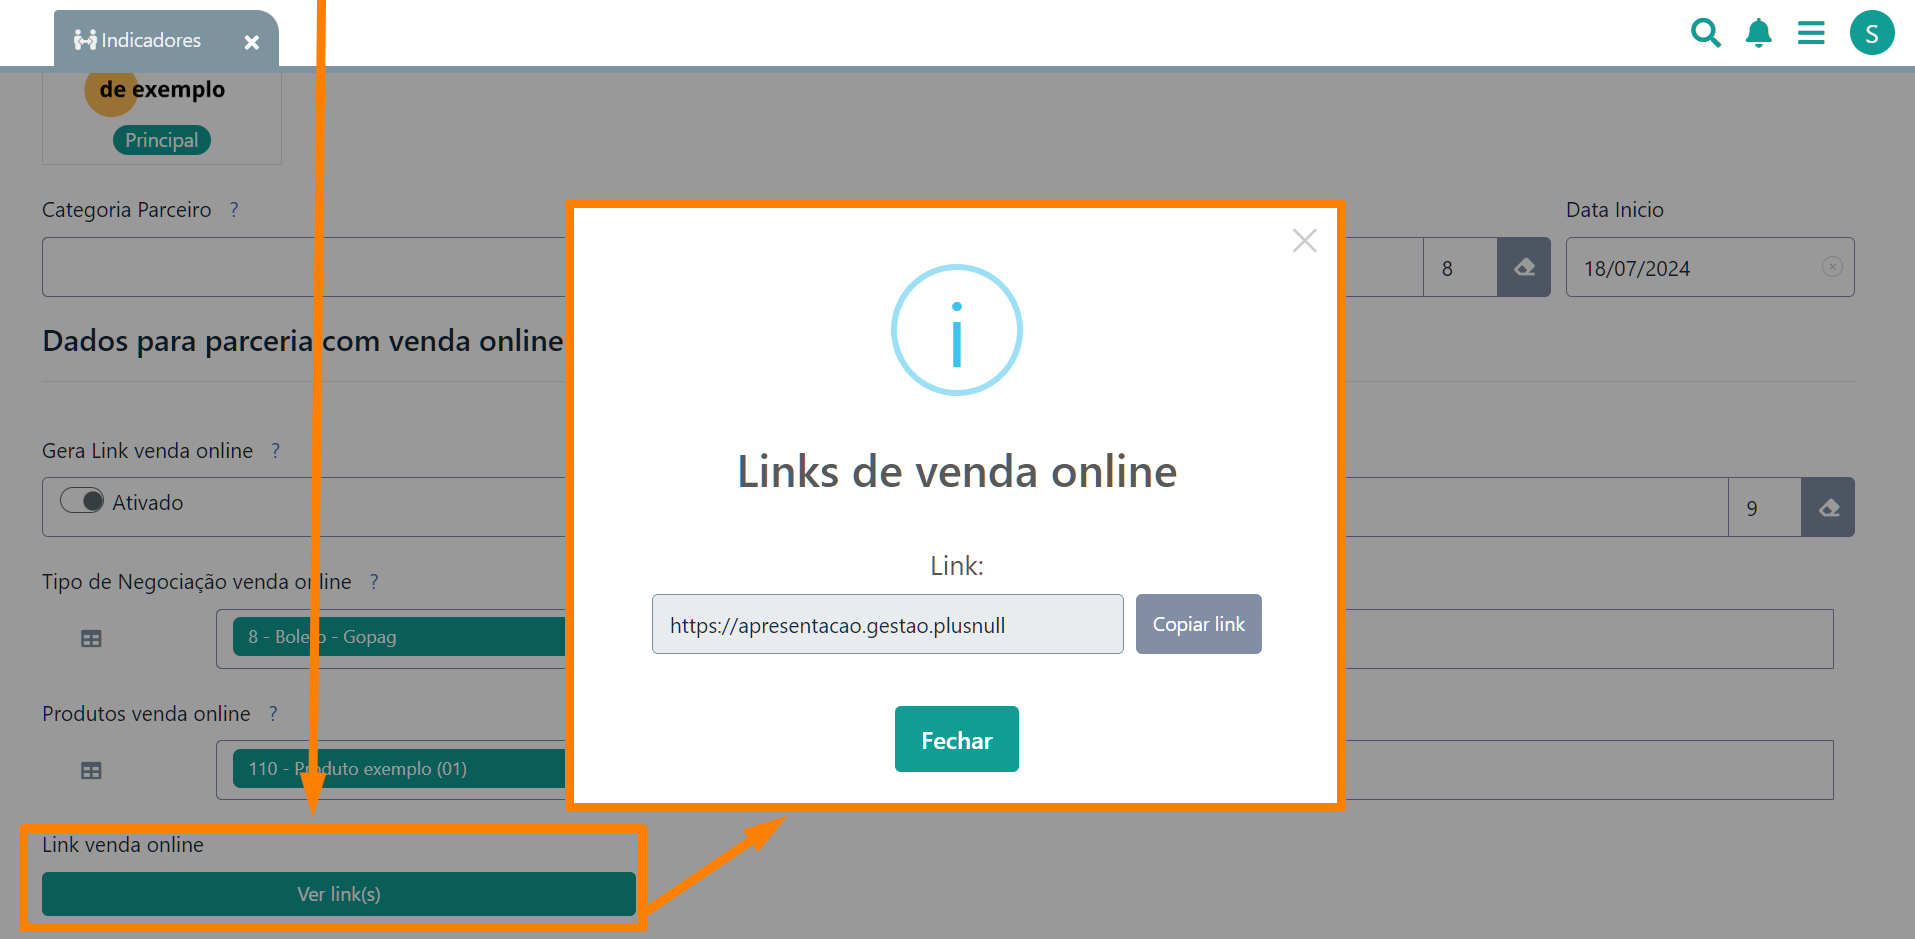 Indicadores
S
de exemplo
Principal
Categoria Parceiro ?
Data Inicio
8
18/07/2024
Dados para parceria com venda online
Gera Link venda online ?
Ativado
9
Tipo de Negociação venda online ?
8 - Boleto - Gopag
Produtos venda online ?
110 - Produto exemplo (01)
Link venda online
Ver link(s)
i
Links de venda online
Link:
https://apresentacao.gestao.plusnull
Copiar link
Fechar